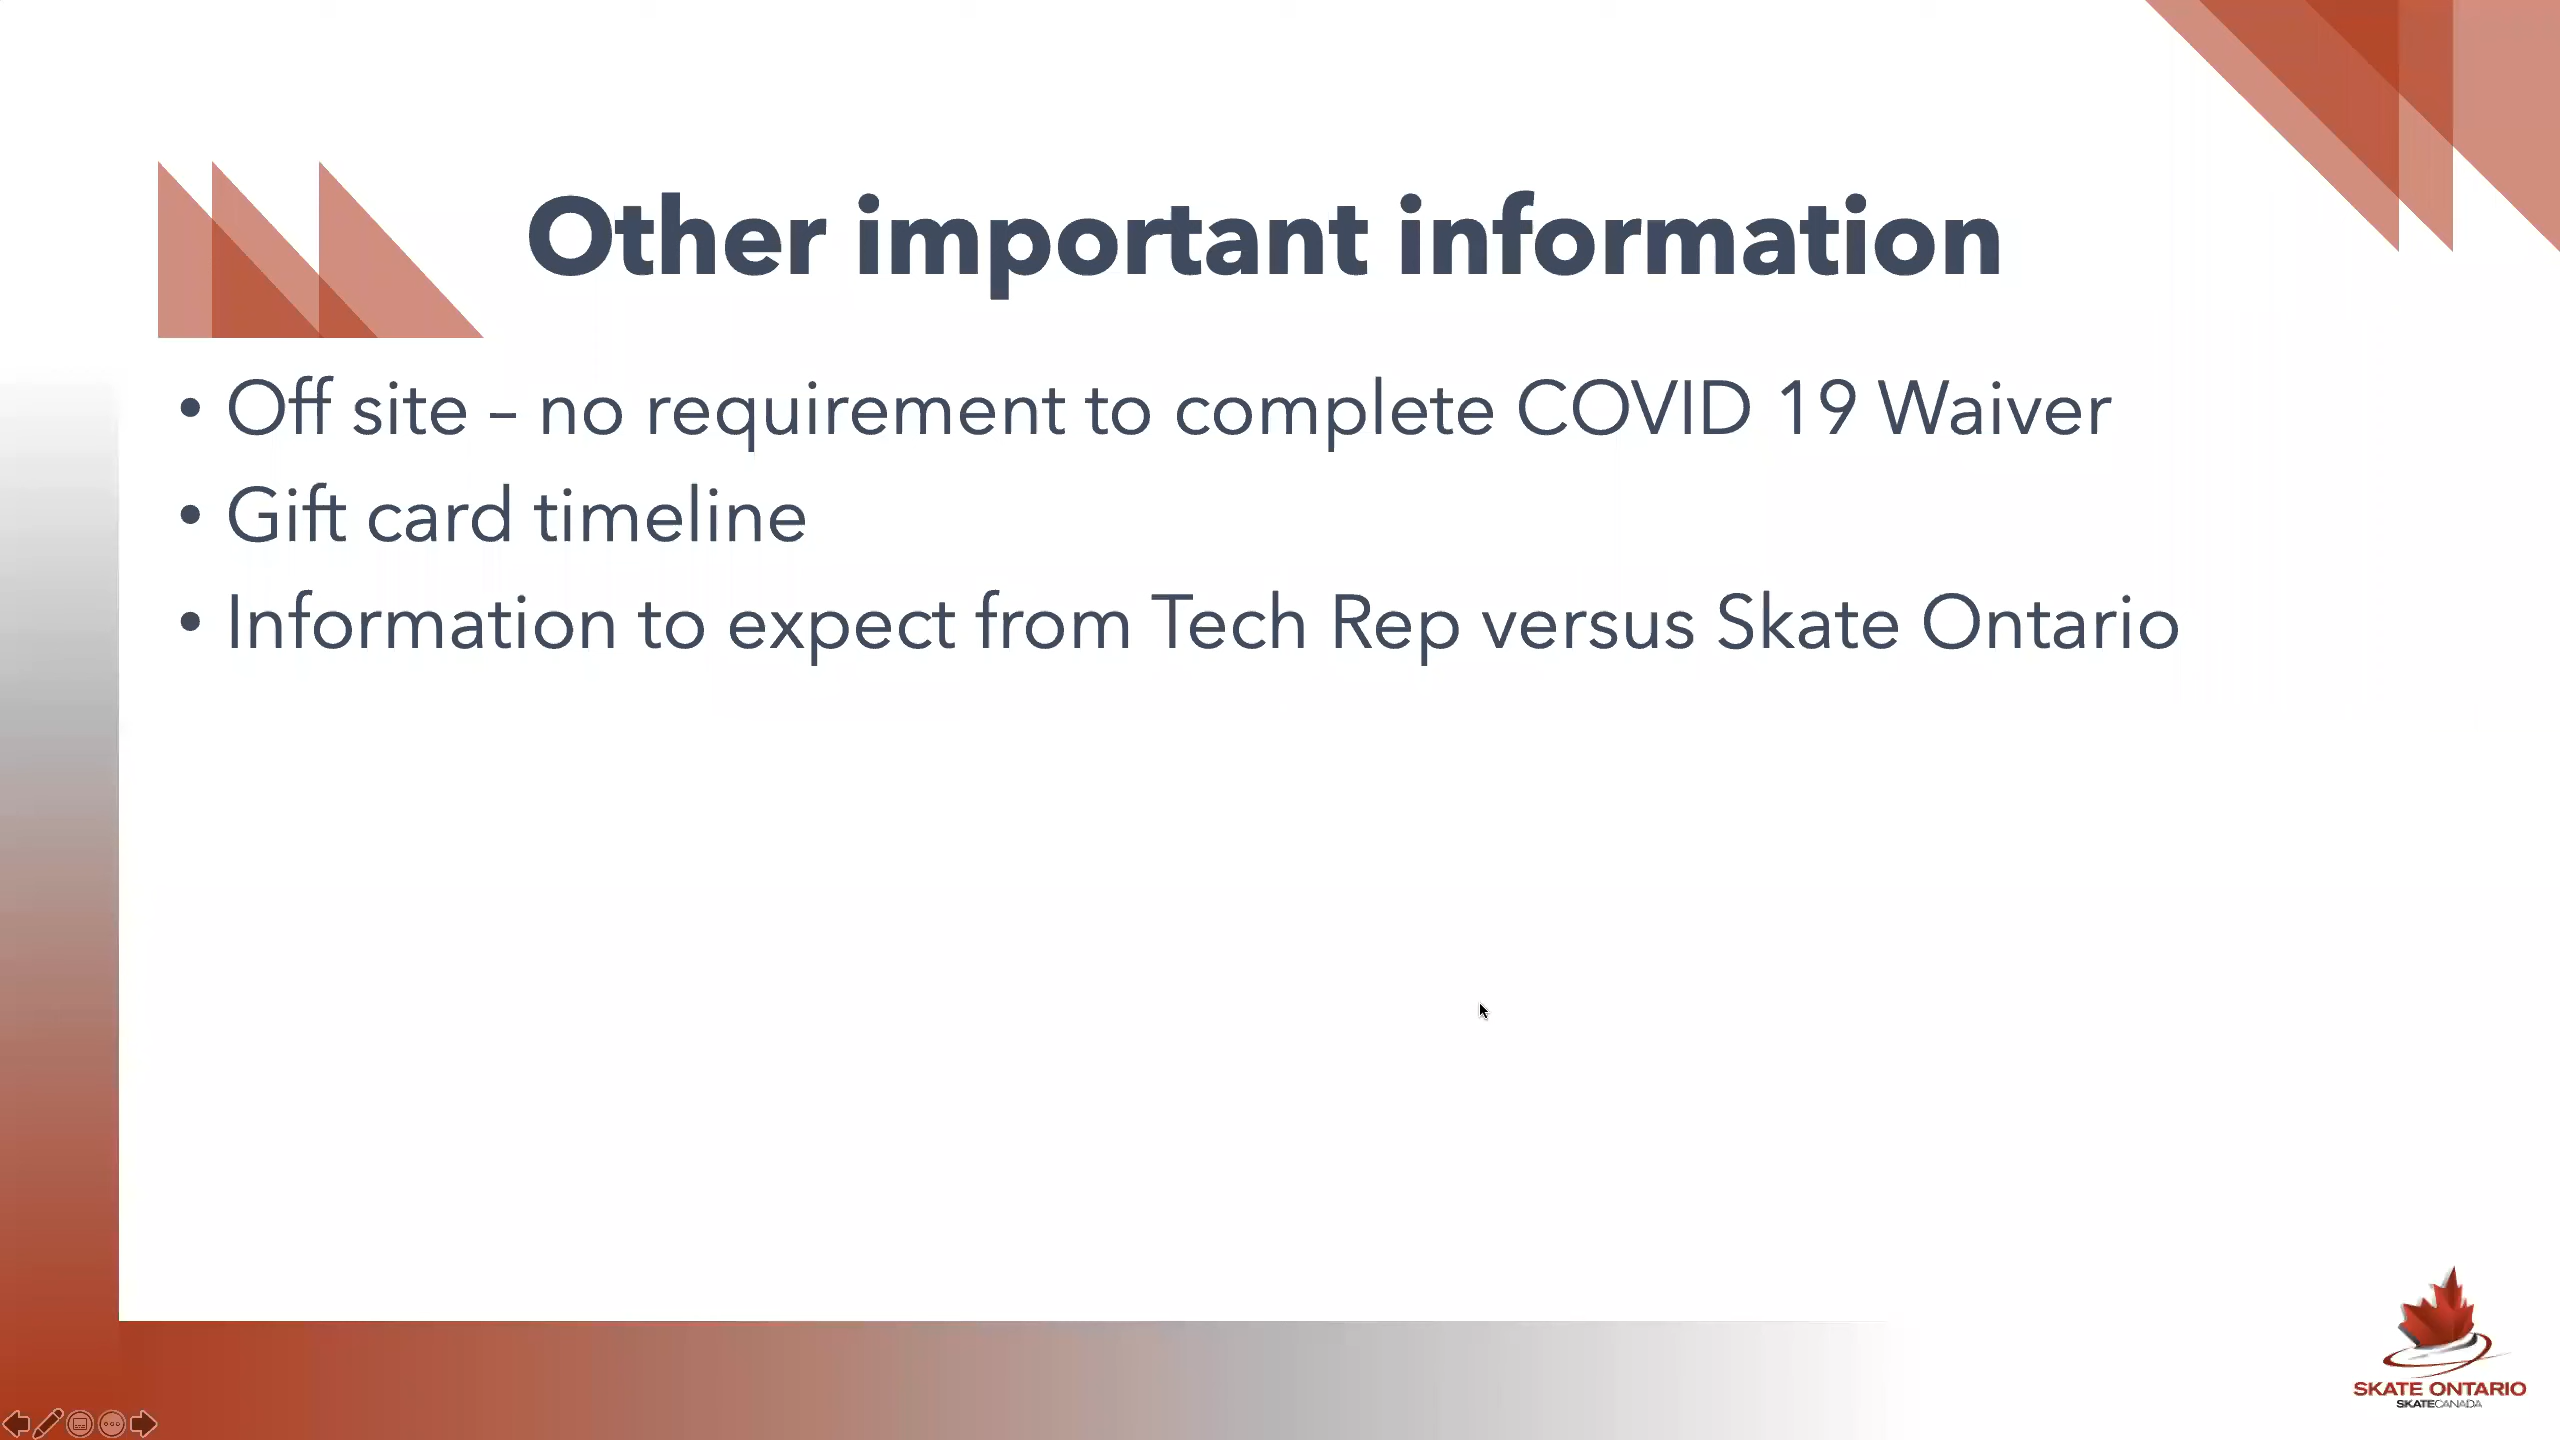 Other important information
• Off site – no requirement to complete COVID 19 Waiver
• Gift card timeline
• Information to expect from Tech Rep versus Skate Ontario
SKATE ONTARIO
SKATECANADA